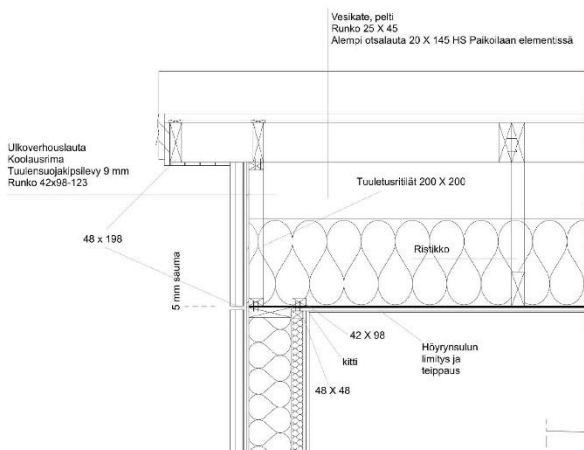 Vesikate, pelti
Runko 25 X 45
Alempi otsalauta 20 X 145 HS Paikoilaan elementissä
Ulkoverhouslauta
Koolausrima
Tuulensuojakipsilevy 9 mm
Runko 42x98-123
Tuuletusritilät 200 X 200
48 x 198
Ristikko
5 mm sauma
42 X 98
kitti
Höyrynsulun
limitys ja
teippaus
48 X 48